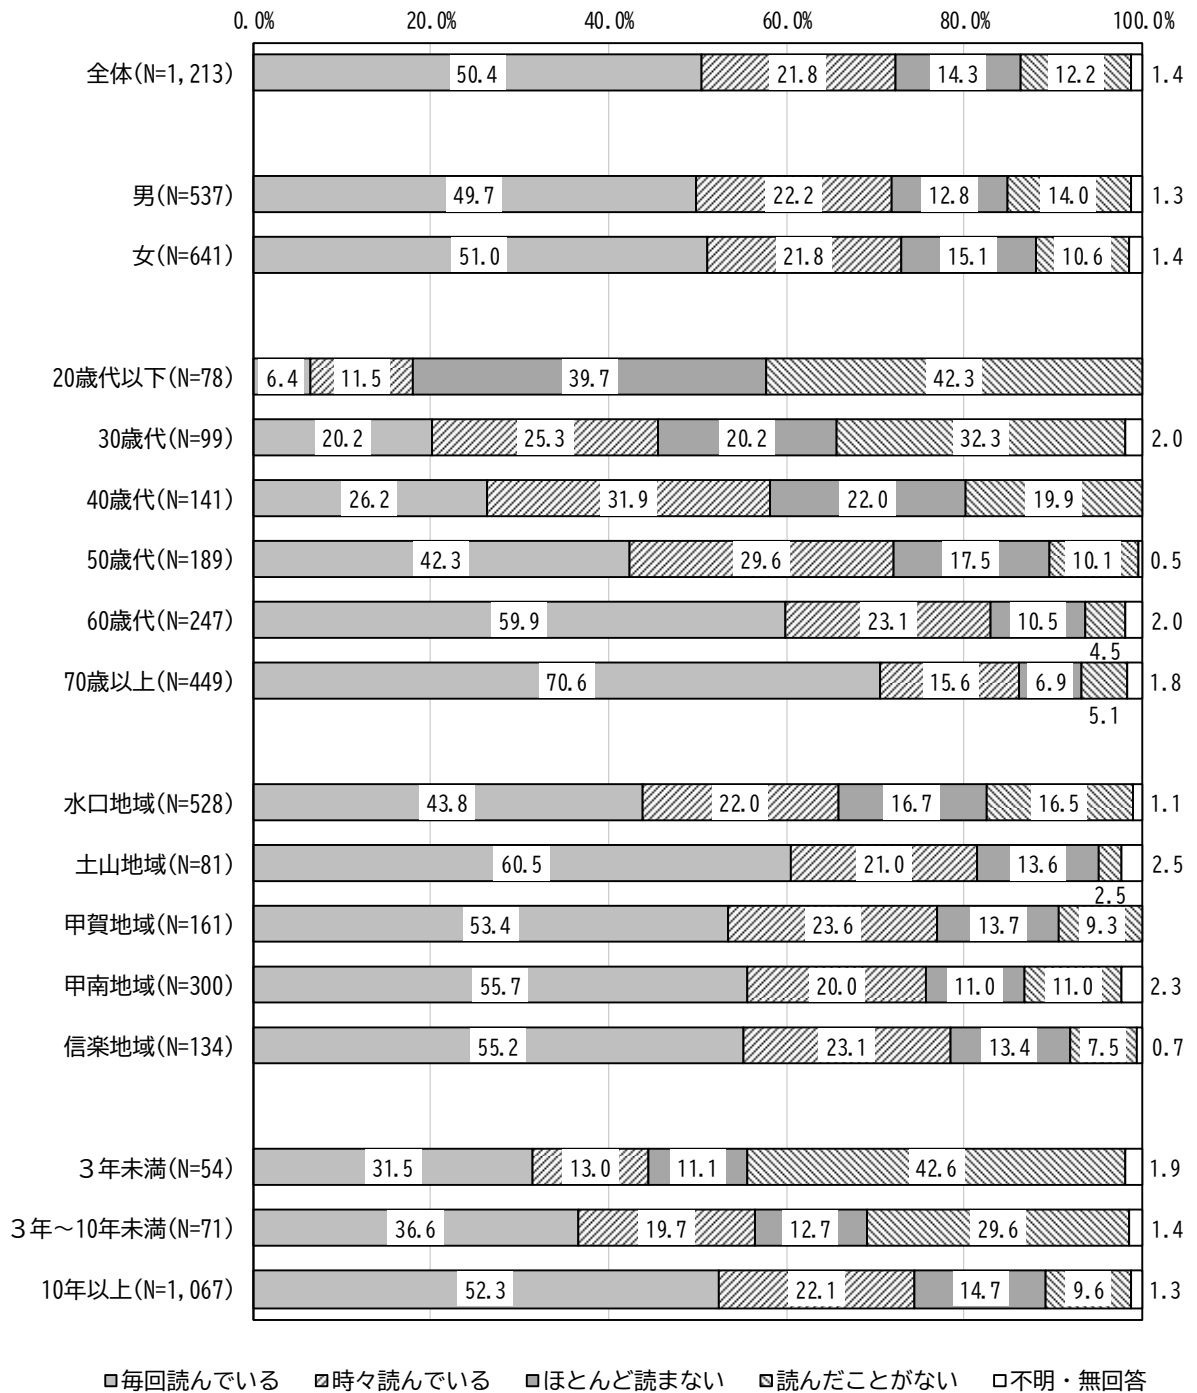 0.0% 20.0% 40.0% 60.0% 80.0% 100.0%
全体(N=1,213) 50.4 21.8 14.3 12.2 1.4
男(N=537) 49.7 22.2 12.8 14.0 1.3
女(N=641) 51.0 21.8 15.1 10.6 1.4
20歳代以下(N=78) 6.4 11.5 39.7 42.3
30歳代(N=99) 20.2 25.3 20.2 32.3 2.0
40歳代(N=141) 26.2 31.9 22.0 19.9
50歳代(N=189) 42.3 29.6 17.5 10.1 0.5
60歳代(N=247) 59.9 23.1 10.5 2.0
4.5
70歳以上(N=449) 70.6 15.6 6.9 1.8
5.1
水口地域(N=528) 43.8 22.0 16.7 16.5 1.1
土山地域(N=81) 60.5 21.0 13.6 2.5
2.5
甲賀地域(N=161) 53.4 23.6 13.7 9.3
甲南地域(N=300) 55.7 20.0 11.0 11.0 2.3
信楽地域(N=134) 55.2 23.1 13.4 7.5 0.7
３年未満(N=54) 31.5 13.0 11.1 42.6 1.9
３年～10年未満(N=71) 36.6 19.7 12.7 29.6 1.4
10年以上(N=1,067) 52.3 22.1 14.7 9.6 1.3
毎回読んでいる 時々読んでいる ほとんど読まない 読んだことがない 不明・無回答